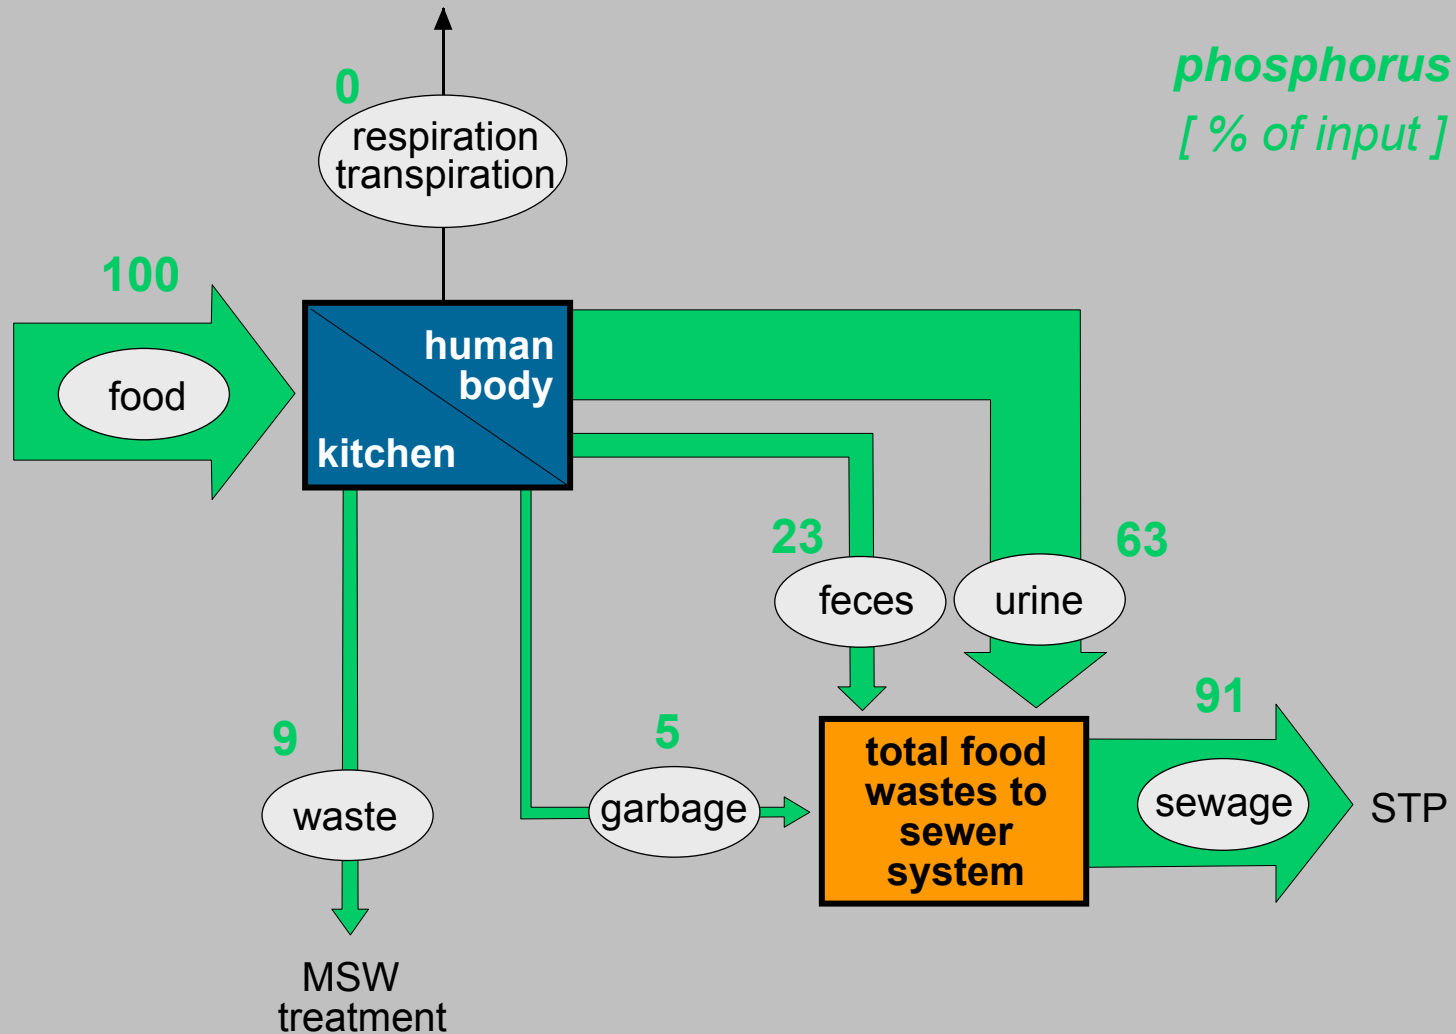 phosphorus
[ % of input ]
0
respiration
transpiration
100
food
human
body
kitchen
23
feces
63
urine
9
waste
5
garbage
total food
wastes to
sewer
system
91
sewage
STP
MSW
treatment